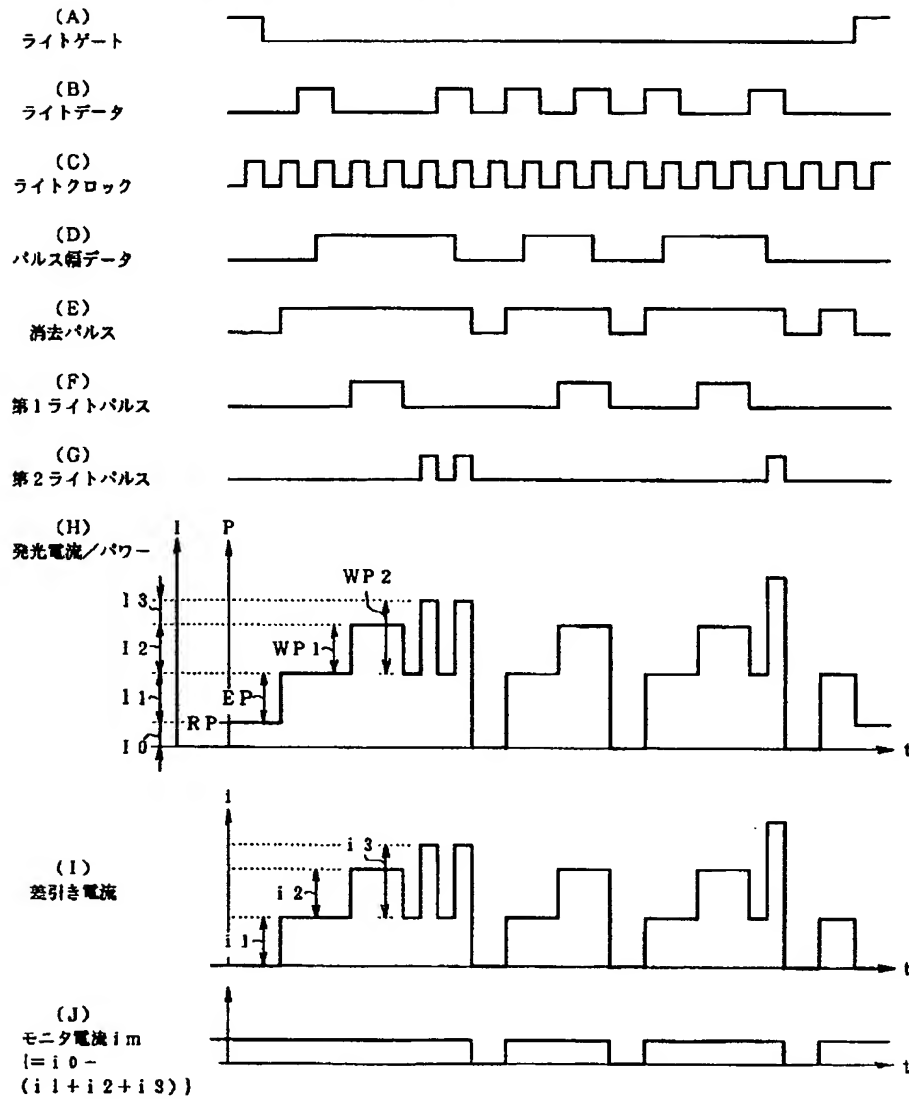 (A)
ライトゲート
(B)
ライトデータ
(C)
ライトクロック
(D)
パルス幅データ
(E)
消去パルス
(F)
第1ライトパルス
(G)
第2ライトパルス
(H)
発光電流/パワー
I
P
WP2
I3
I2
WP1
I1
EP
RP
I0
t
i
(I)
差引き電流
i3
i2
i1
t
(J)
モニタ電流im
{=i0-
(i1+i2+i3)}
t